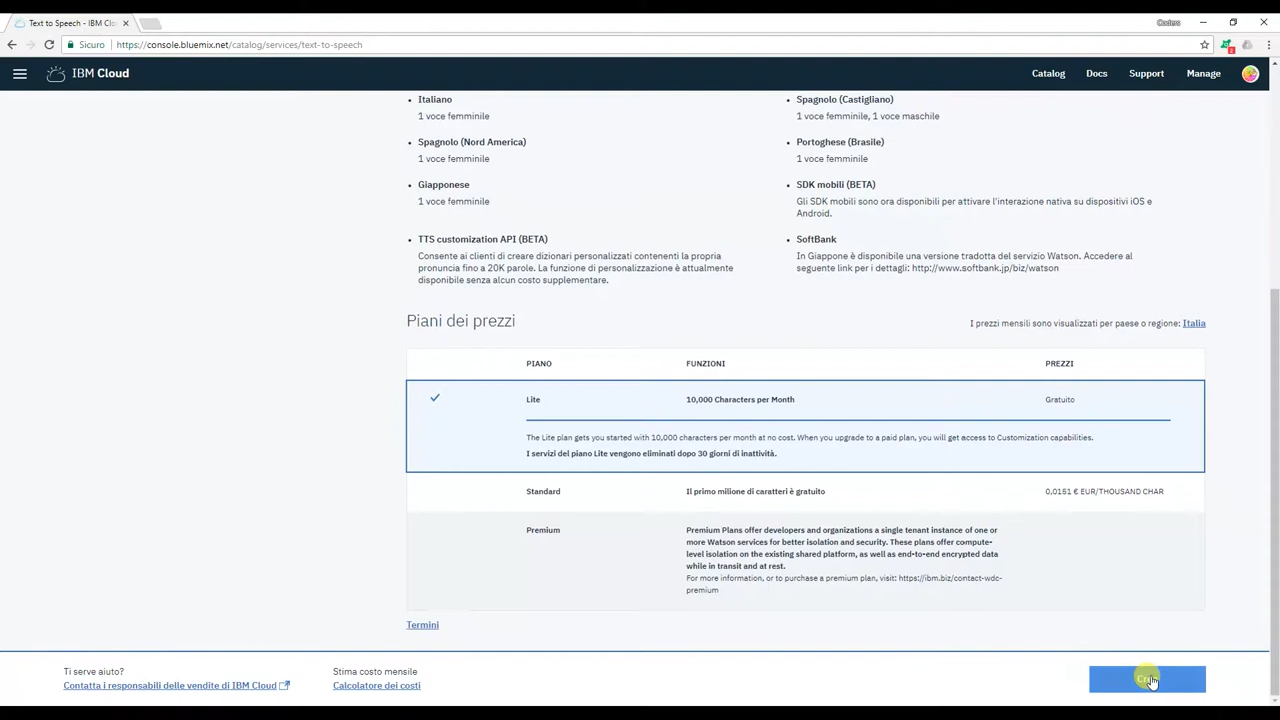 Text to Speech - IBM Clo
Costero
Sicuro
https://console.bluemix.net/catalog/services/text-to-speech
IBM Cloud
Catalog
Docs
Support
Manage
Italiano
1 voce femminile
Spagnolo (Castigliano)
1 voce femminile, 1 voce maschile
Spagnolo (Nord America)
1 voce femminile
Portoghese (Brasile)
1 voce femminile
Giapponese
1 voce femminile
SDK mobili (BETA)
Gli SDK mobili sono ora disponibili per attivare l'interazione nativa su dispositivi iOS e
Android.
TTS customization API (BETA)
Consente ai clienti di creare dizionari personalizzati contenenti la propria
pronuncia fino a 20K parole. La funzione di personalizzazione è attualmente
disponibile senza alcun costo supplementare.
SoftBank
In Giappone è disponibile una versione tradotta del servizio Watson. Accedere al
seguente link per i dettagli: http://www.softbank.jp/biz/watson
Piani dei prezzi
I prezzi mensili sono visualizzati per paese o regione: Italia
PIANO
FUNZIONI
PREZZI
Lite
10,000 Characters per Month
Gratuito
The Lite plan gets you started with 10,000 characters per month at no cost. When you upgrade to a paid plan, you will get access to Customization capabilities.
I servizi del piano Lite vengono eliminati dopo 30 giorni di inattività.
Standard
Il primo milione di caratteri è gratuito
0,0151 € EUR/THOUSAND CHAR
Premium
Premium Plans offer developers and organizations a single tenant instance of one or
more Watson services for better isolation and security. These plans offer compute-
level isolation on the existing shared platform, as well as end-to-end encrypted data
while in transit and at rest.
For more information, or to purchase a premium plan, visit: https://ibm.biz/contact-wdc-
premium
Termini
Ti serve aiuto?
Contatta i responsabili delle vendite di IBM Cloud
Stima costo mensile
Calcolatore dei costi